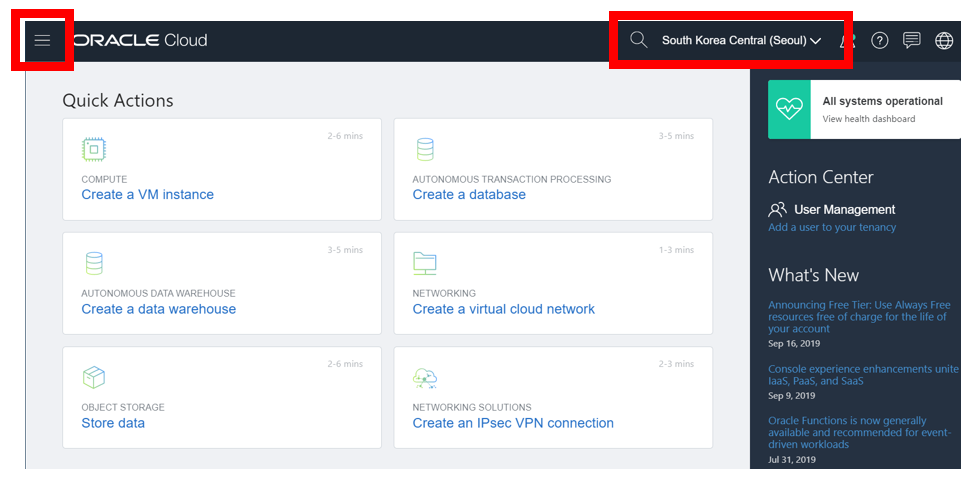 ORACLE Cloud
South Korea Central (Seoul)
Quick Actions
2-6 mins
COMPUTE
Create a VM instance
3-5 mins
AUTONOMOUS TRANSACTION PROCESSING
Create a database
3-5 mins
AUTONOMOUS DATA WAREHOUSE
Create a data warehouse
1-3 mins
NETWORKING
Create a virtual cloud network
2-6 mins
OBJECT STORAGE
Store data
2-3 mins
NETWORKING SOLUTIONS
Create an IPsec VPN connection
All systems operational
View health dashboard
Action Center
User Management
Add a user to your tenancy
What's New
Announcing Free Tier: Use Always Free
resources free of charge for the life of
your account
Sep 16, 2019
Console experience enhancements unite
IaaS, PaaS, and SaaS
Sep 9, 2019
Oracle Functions is now generally
available and recommended for event-
driven workloads
Jul 31, 2019